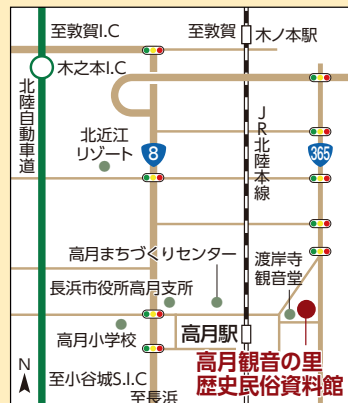 至敦賀I.C
至敦賀
木ノ本駅
木之本I.C
北陸自動車道
北近江
リゾート
8
JR北陸本線
365
高月まちづくりセンター
渡岸寺
観音堂
長浜市役所高月支所
高月小学校
高月駅
高月観音の里
歴史民俗資料館
N
至小谷城S.I.C
至長浜